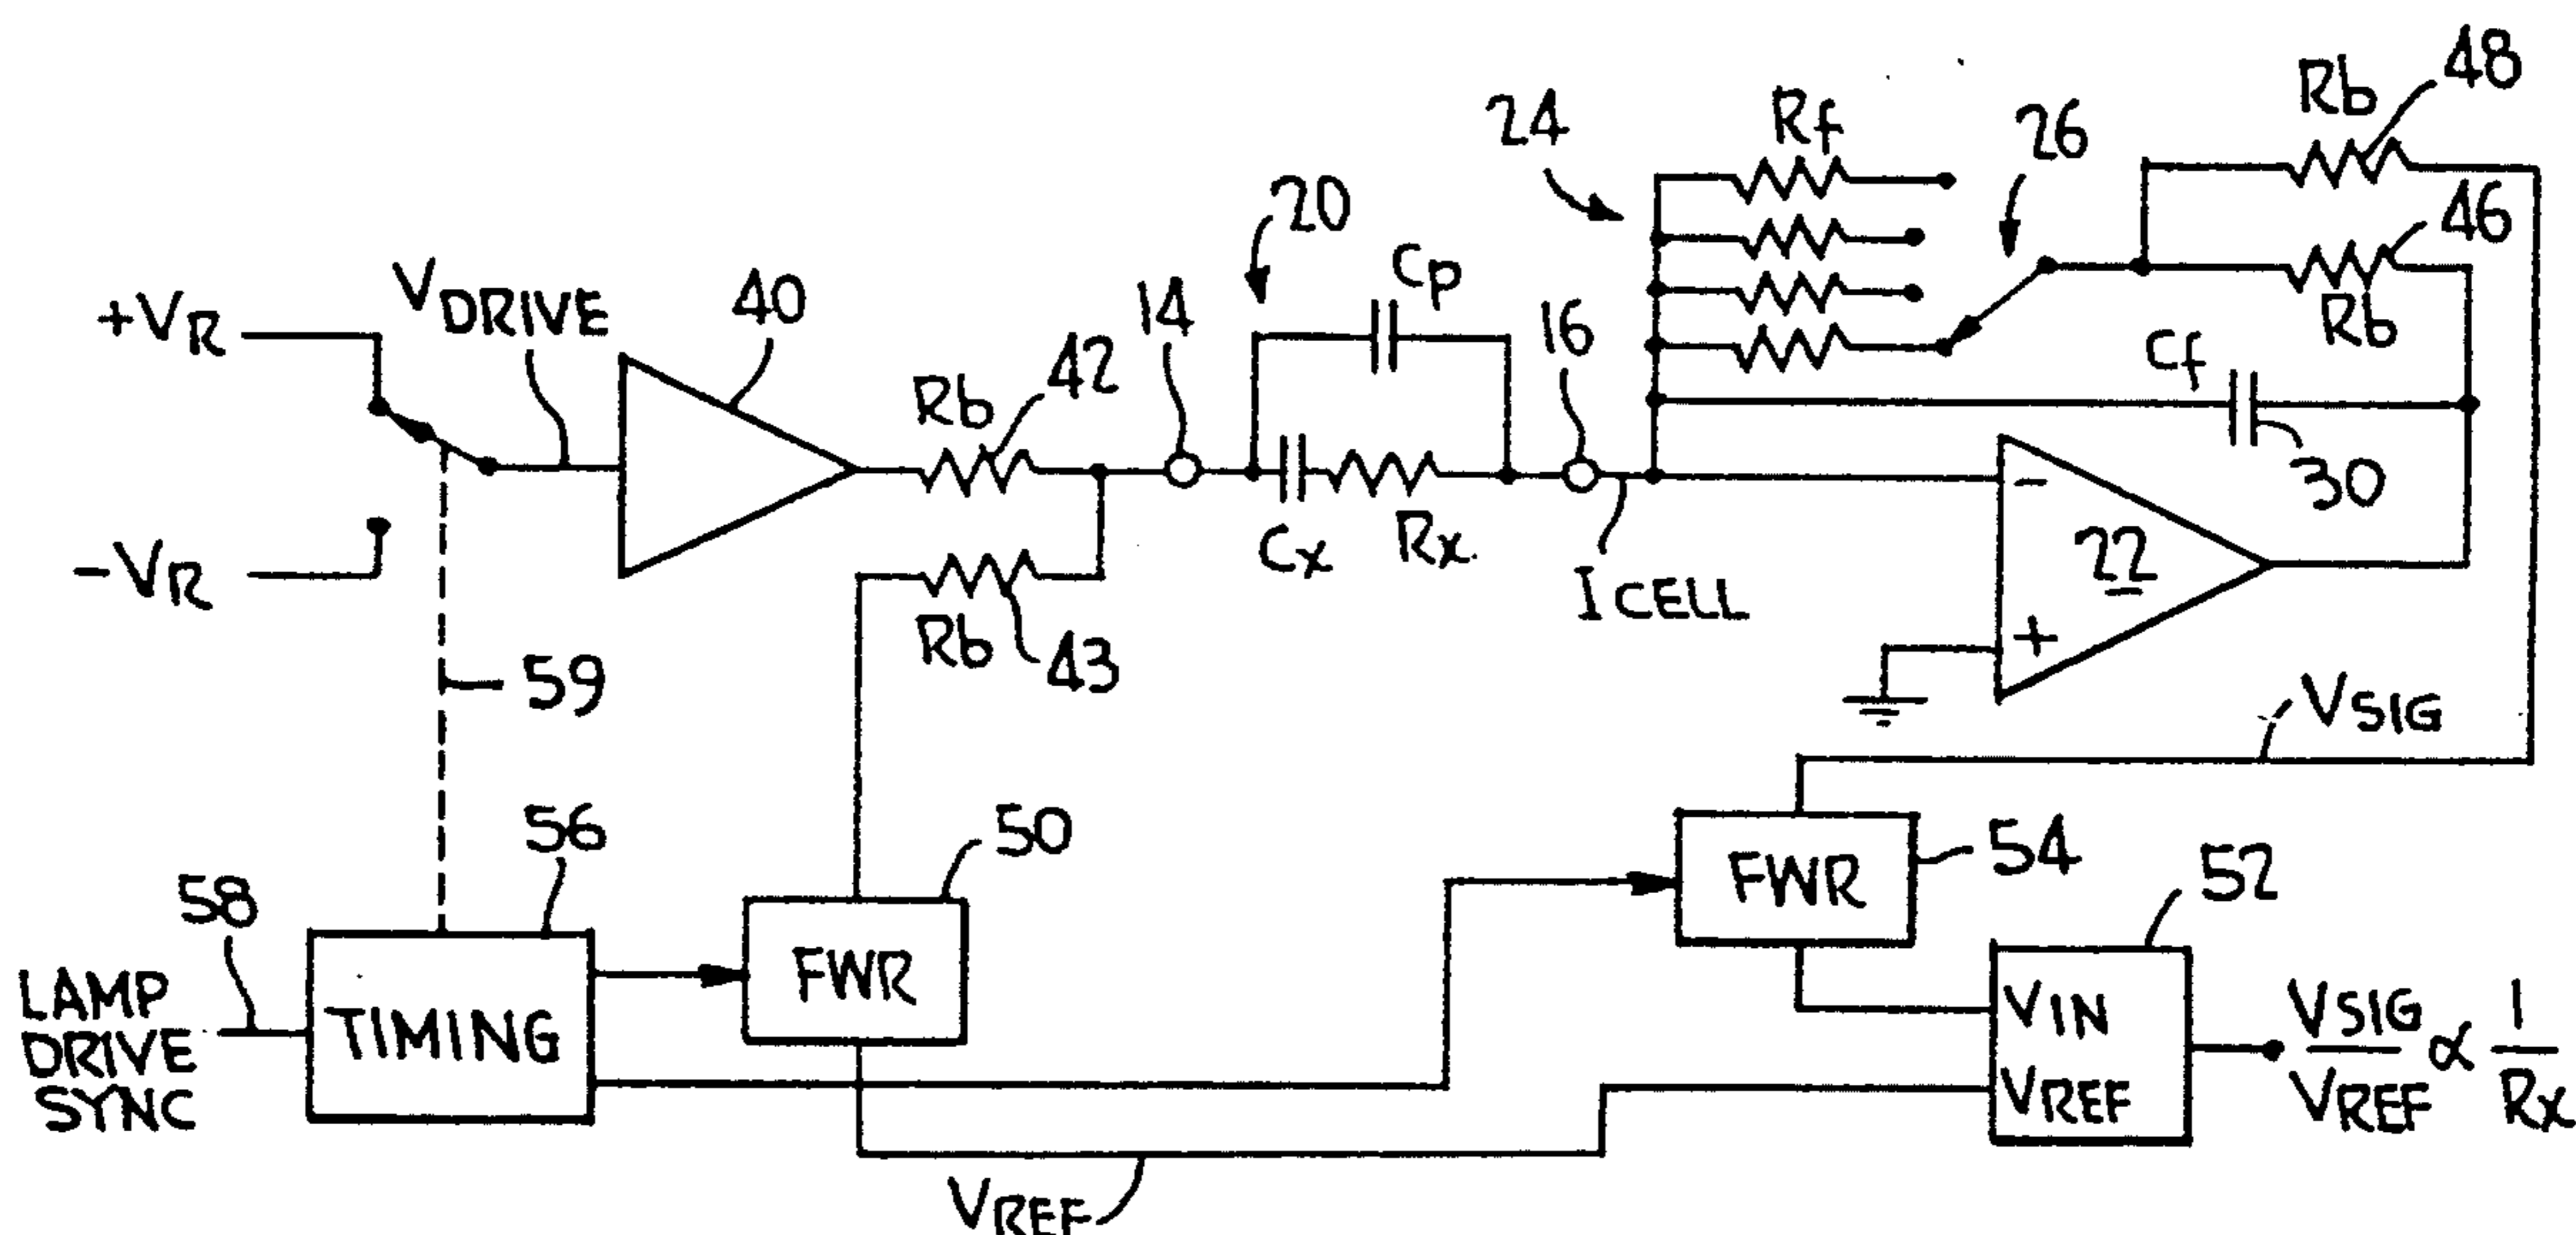 48
Rb
24
Rf
26
20
46
Cp
VDRIVE
40
14
16
Rb
+VR
Cf
Rb
42
30
Cx
Rx
-
22
+
-VR
ICELL
Rb
43
59
VSIG
56
50
54
52
58
FWR
LAMP
DRIVE
SYNC
TIMING
FWR
VIN
VREF
VSIG
VREF
∝
1
Rx
VREF